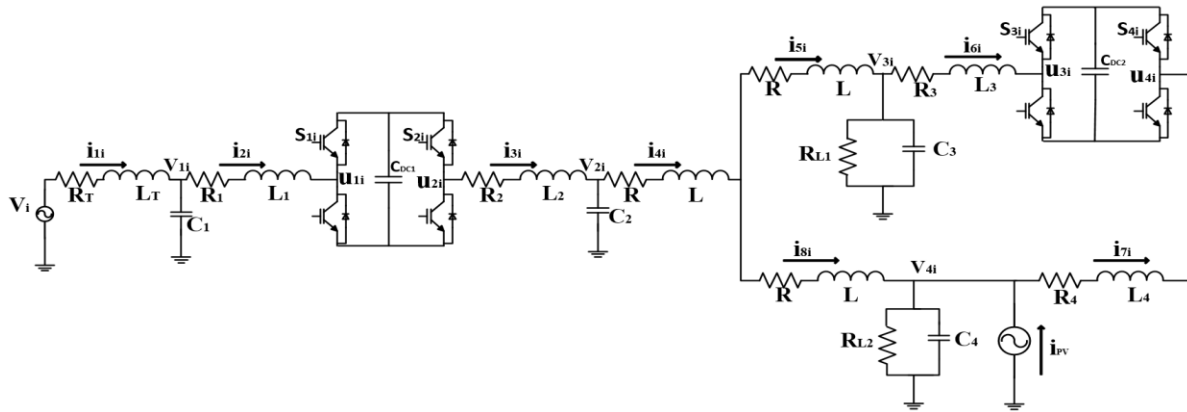 i5i
V3i
i6i
S3i
S4i
R
L
R3
L3
u3i
CDC2
u4i
RL1
C3
i1i
V1i
i2i
S1i
S2i
i3i
V2i
i4i
Vi
RT
LT
R1
L1
u1i
CDC1
u2i
R2
L2
R
L
C1
C2
i8i
V4i
i7i
R
L
R4
L4
RL2
C4
iPV